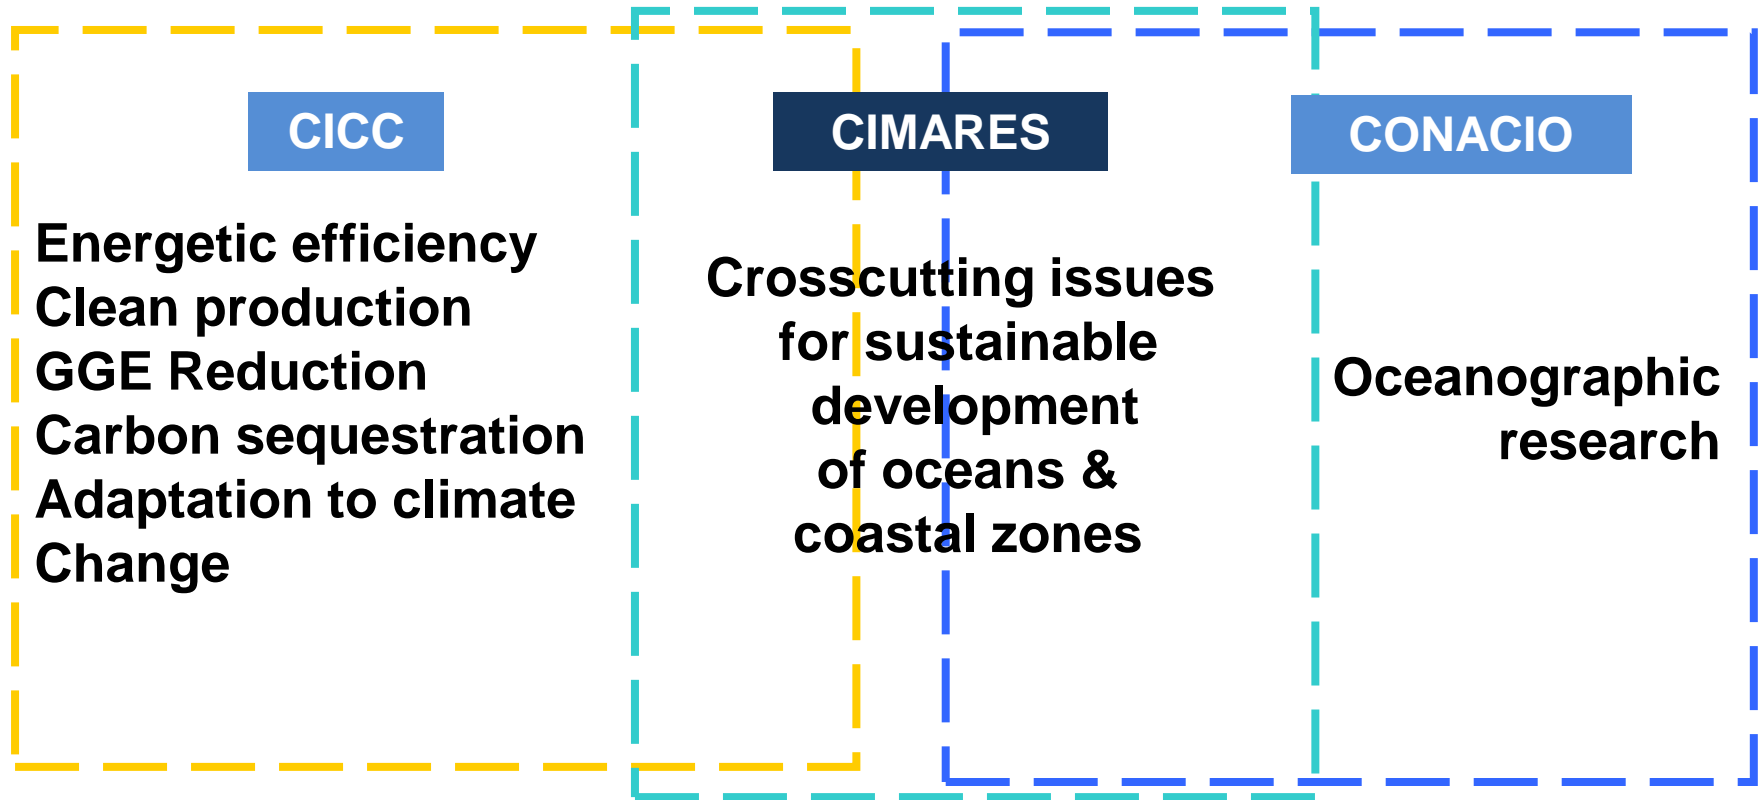 CICC
Energetic efficiency
Clean production
GGE Reduction
Carbon sequestration
Adaptation to climate
Change
CIMARES
Crosscutting issues
for sustainable
development
of oceans &
coastal zones
CONACIO
Oceanographic
research